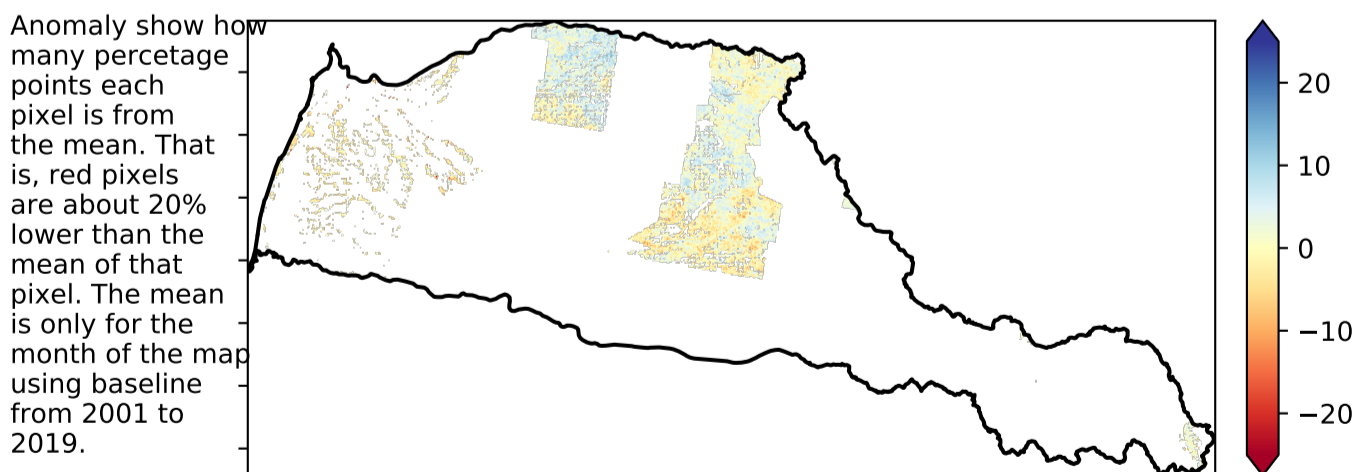 Anomaly show how
many percetage
points each
pixel is from
the mean. That
is, red pixels
are about 20%
lower than the
mean of that
pixel. The mean
is only for the
month of the map
using baseline
from 2001 to
2019.
20
10
0
−10
−20